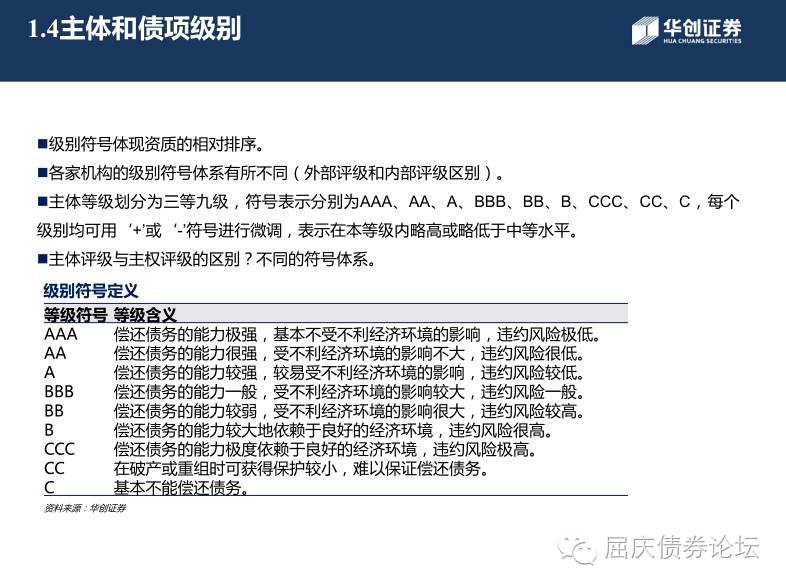 1.4主体和债项级别
华创证券
HUA CHUANG SECURITIES
■级别符号体现资质的相对排序。
■各家机构的级别符号体系有所不同（外部评级和内部评级区别）。
■主体等级划分为三等九级，符号表示分别为AAA、AA、A、BBB、BB、B、CCC、CC、C，每个
级别均可用‘+’或‘-’符号进行微调，表示在本等级内略高或略低于中等水平。
■主体评级与主权评级的区别？不同的符号体系。
级别符号定义
等级符号 等级含义
AAA 偿还债务的能力极强，基本不受不利经济环境的影响，违约风险极低。
AA 偿还债务的能力很强，受不利经济环境的影响不大，违约风险很低。
A 偿还债务的能力较强，较易受不利经济环境的影响，违约风险较低。
BBB 偿还债务的能力一般，受不利经济环境的影响较大，违约风险一般。
BB 偿还债务的能力较弱，受不利经济环境的影响很大，违约风险较高。
B 偿还债务的能力较大地依赖于良好的经济环境，违约风险很高。
CCC 偿还债务的能力极度依赖于良好的经济环境，违约风险极高。
CC 在破产或重组时可获得保护较小，难以保证偿还债务。
C 基本不能偿还债务。
资料来源：华创证券
屈庆债券论坛